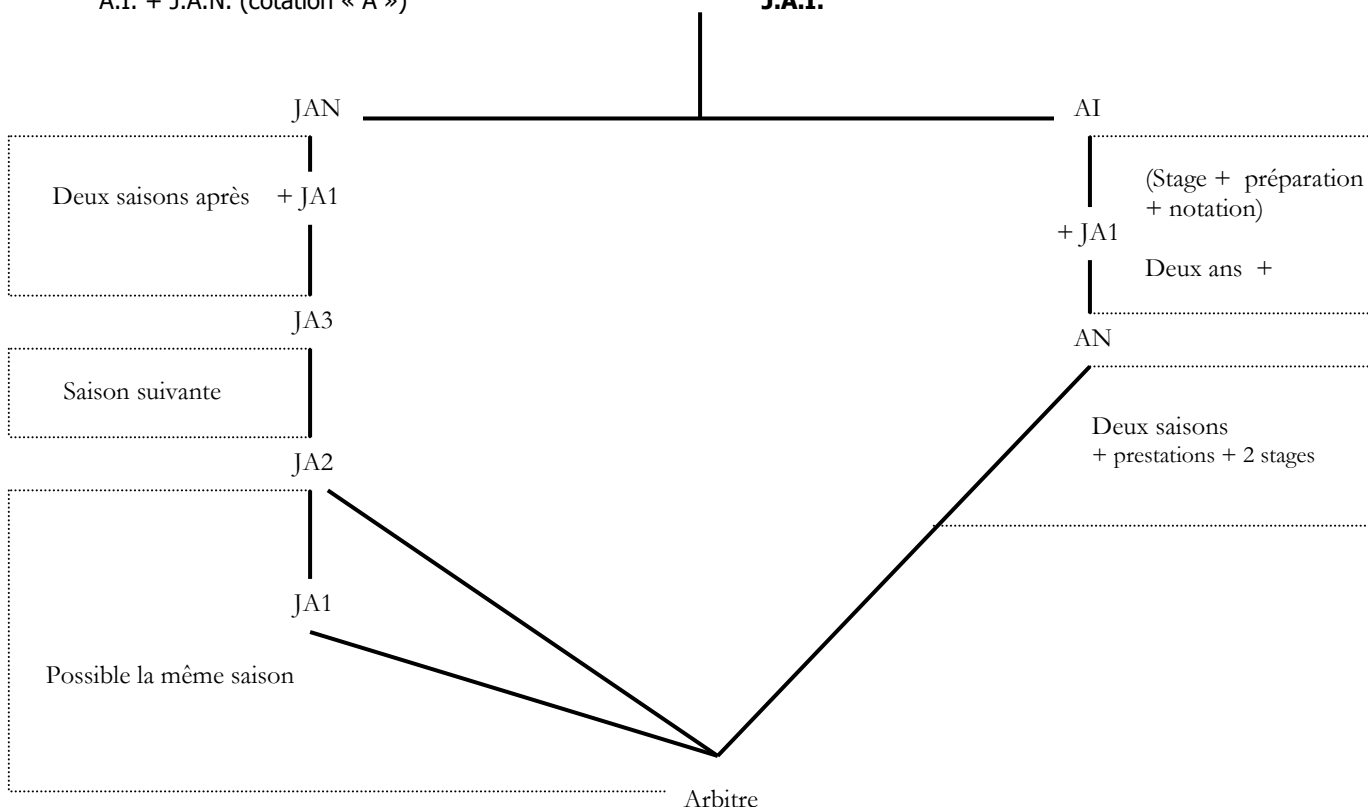 A.I. + J.A.N. (cotation « A »)
J.A.I.
JAN
AI
Deux saisons après
+ JA1
(Stage + préparation
+ notation)
+ JA1
Deux ans +
JA3
AN
Saison suivante
Deux saisons
+ prestations + 2 stages
JA2
JA1
Possible la même saison
Arbitre